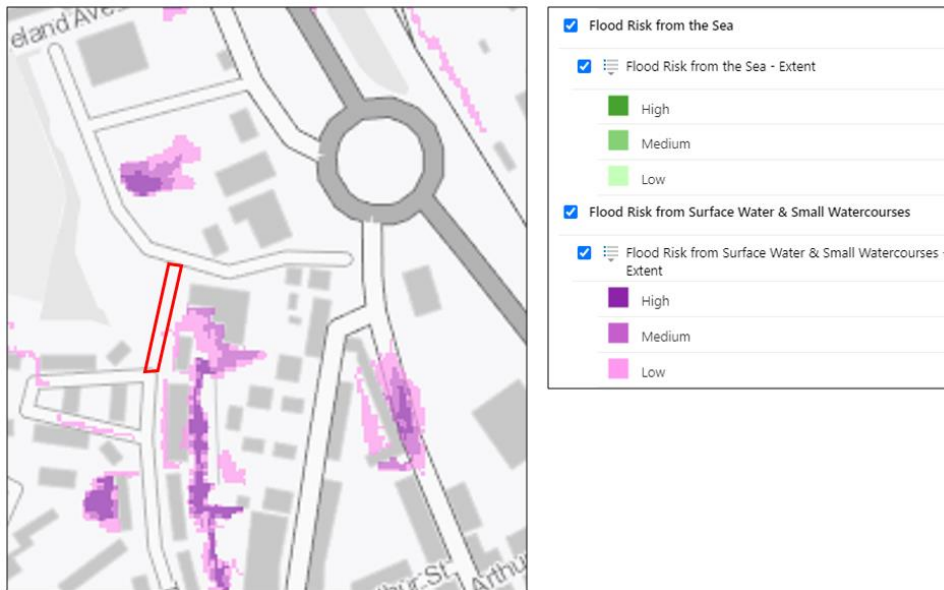 eland Ave
Flood Risk from the Sea
Flood Risk from the Sea - Extent
High
Medium
Low
Flood Risk from Surface Water & Small Watercourses
Flood Risk from Surface Water & Small Watercourses -
Extent
High
Medium
Low
thur St
Arthu